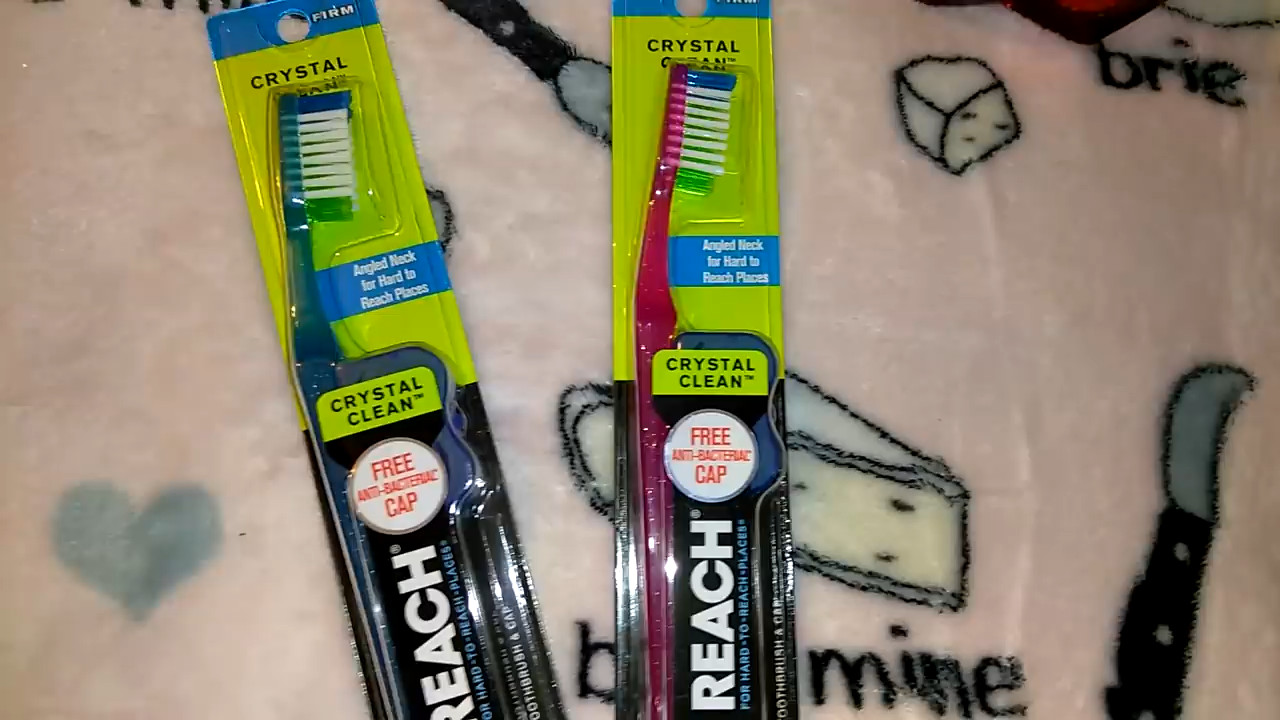 FIRM
CRYSTAL
Angled Neck
for Hard to
Reach Places
CRYSTAL
CLEAN™
FREE
ANTI-BACTERIAL
CAP
REACH®
FOR HARD-TO-REACH-PLACES®
TOOTHBRUSH & CAP
FIRM
CRYSTAL
CLEAN™
Angled Neck
for Hard to
Reach Places
CRYSTAL
CLEAN™
FREE
ANTI-BACTERIAL
CAP
REACH®
FOR HARD-TO-REACH-PLACES®
TOOTHBRUSH & CAP
brie
mine